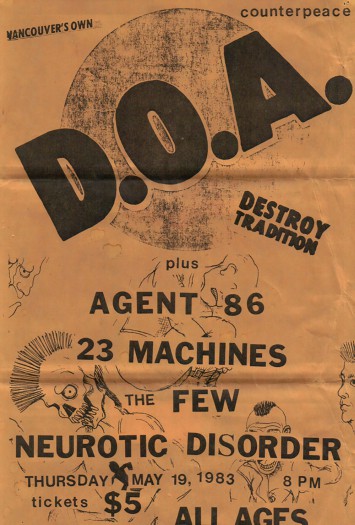 counterpeace
VANCOUVER'S OWN
D.O.A.
DESTROY
TRADITION
plus
AGENT '86
23 MACHINES
THE FEW
NEUROTIC DISORDER
THURSDAY MAY 19, 1983 8 PM
tickets $5
ALL AGES